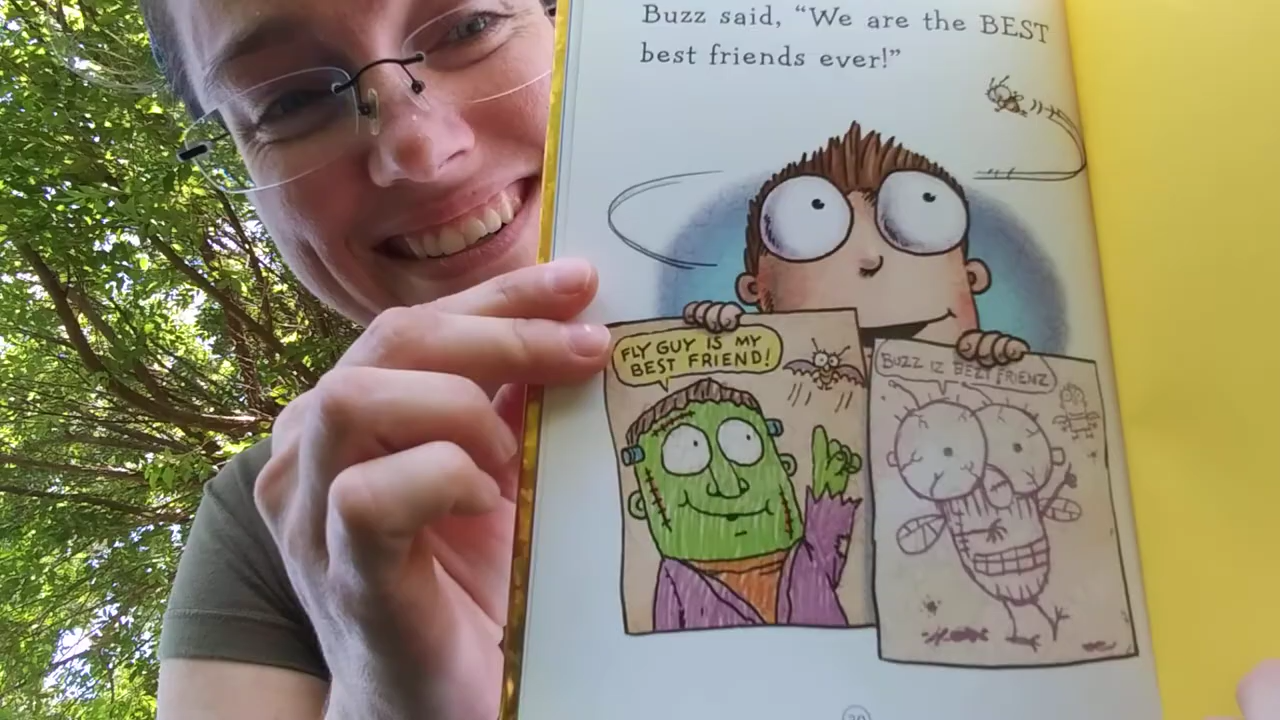 Buzz said, “We are the BEST
best friends ever!”
FLY GUY IS MY
BEST FRIEND!
BUZZ IZ BEZT FRIENZ
30